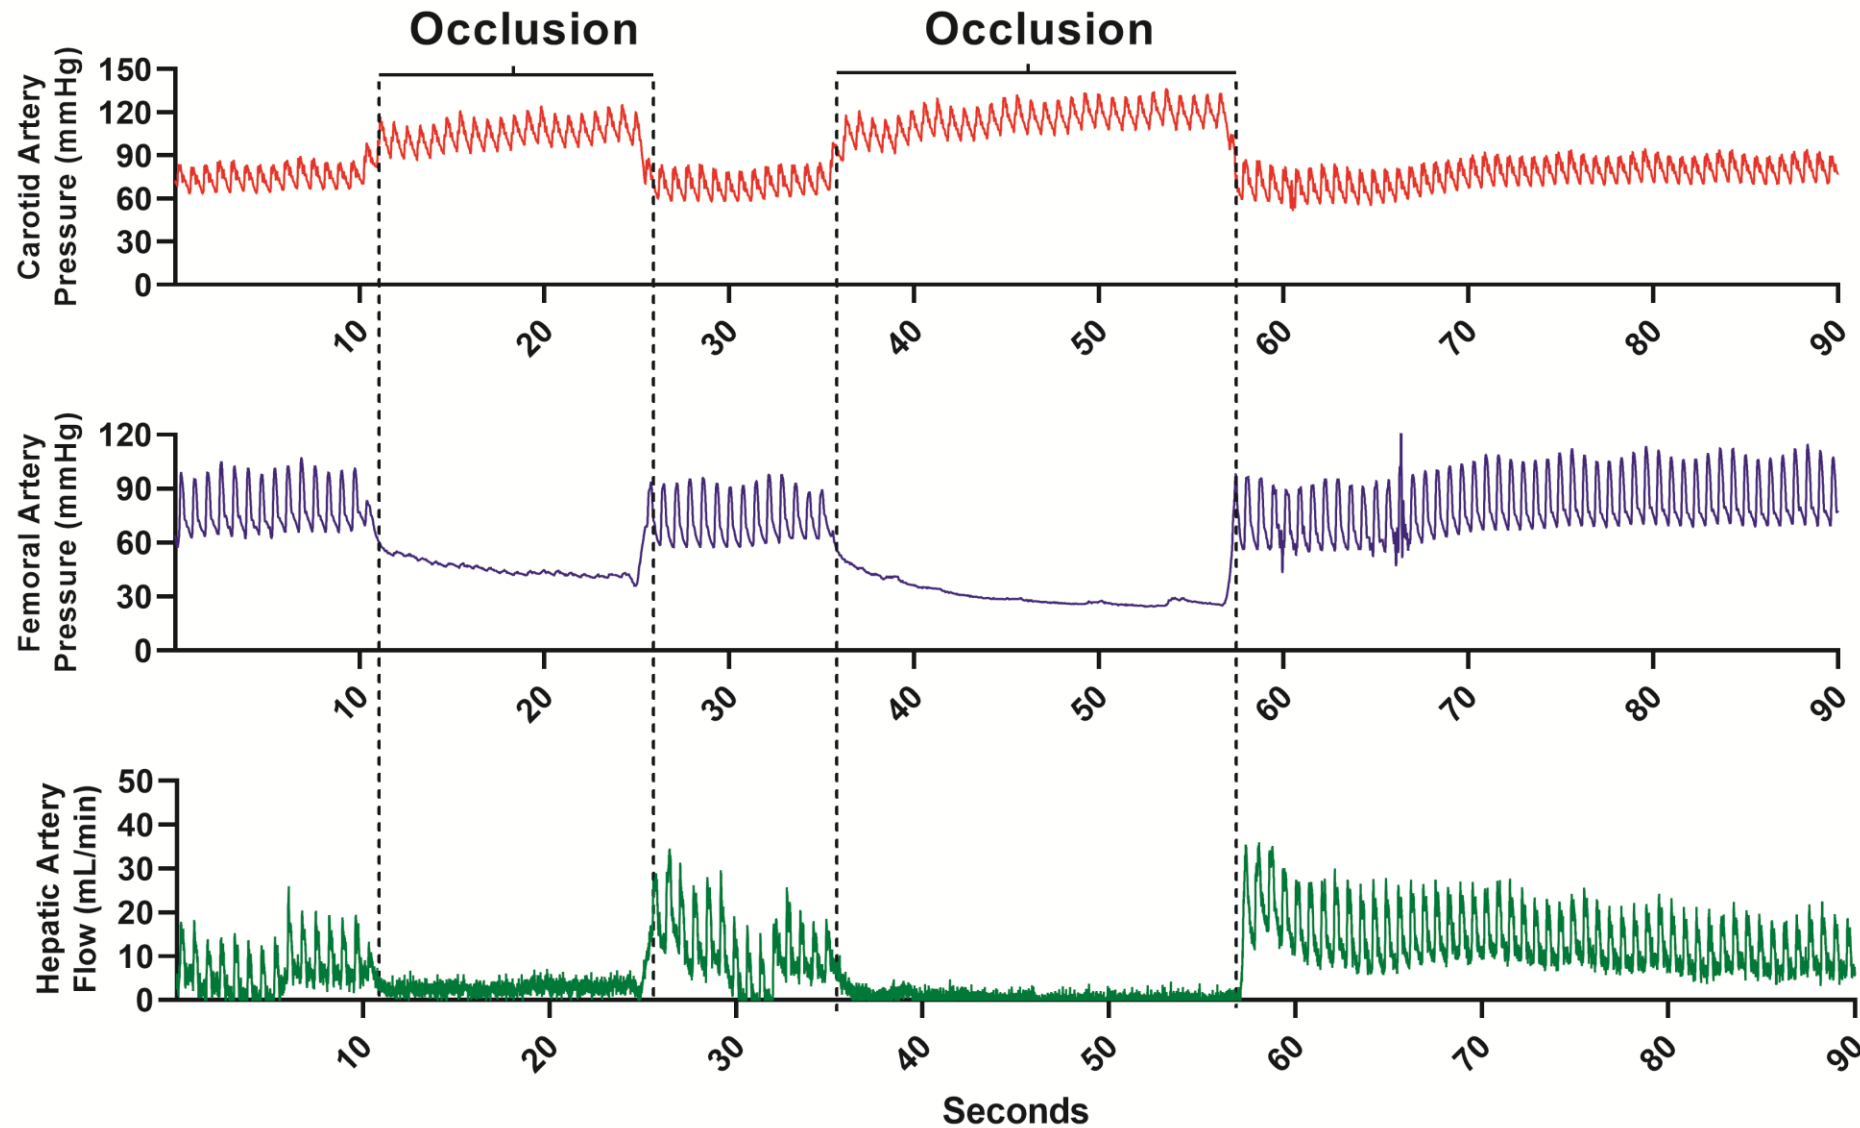 Occlusion Occlusion
Carotid Artery
Pressure (mmHg)
150
120
90
60
30
0
10 20 30 40 50 60 70 80 90
Femoral Artery
Pressure (mmHg)
120
90
60
30
0
10 20 30 40 50 60 70 80 90
Hepatic Artery
Flow (mL/min)
50
40
30
20
10
0
10 20 30 40 50 60 70 80 90
Seconds